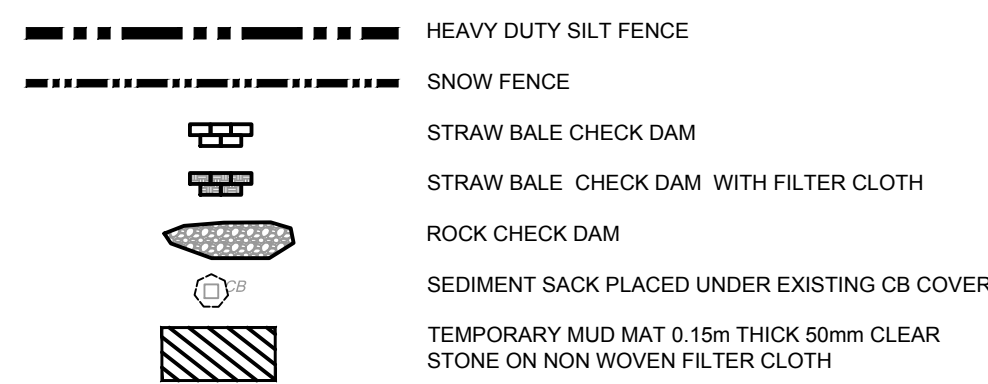 HEAVY DUTY SILT FENCE
SNOW FENCE
STRAW BALE CHECK DAM
STRAW BALE CHECK DAM WITH FILTER CLOTH
ROCK CHECK DAM
CB SEDIMENT SACK PLACED UNDER EXISTING CB COVER
TEMPORARY MUD MAT 0.15m THICK 50mm CLEAR
STONE ON NON WOVEN FILTER CLOTH